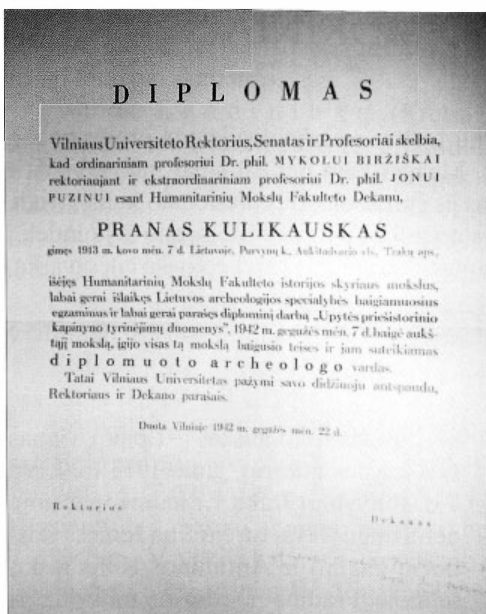 DIPLOMAS
Vilniaus Universiteto Rektorius, Senatas ir Profesoriai skelbia,
kad ordinariniam profesoriui Dr. phil. MYKOLUI BIRŽIŠKAI
rektoriaujant ir ekstraordinariniam profesoriui Dr. phil. JONUI
PUZINUI esant Humanitarinių Mokslų Fakulteto Dekanu,
PRANAS KULIKAUSKAS
gimęs 1913 m. kovo mėn. 7 d. Lietuvoje, Purvynų k., Aukštadvario vls., Trakų aps.,
išėjęs Humanitarinių Mokslų Fakulteto istorijos skyriaus mokslus,
labai gerai išlaikęs Lietuvos archeologijos specialybės baigiamuosius
egzaminus ir labai gerai parašęs diplominį darbą „Upytės priešistorinio
kapinyno tyrinėjimų duomenys", 1942 m. gegužės mėn. 7 d. baigė aukš-
tąjį mokslą, įgijo visas tą mokslą baigusio teises ir jam suteikiamas
diplomuoto archeologo vardas.
Tatai Vilniaus Universitetas pažymi savo didžiuoju antspaudu,
Rektoriaus ir Dekano parašais.
Duota Vilniuje 1942 m. gegužės mėn. 22 d.
Rektorius
Dekanas